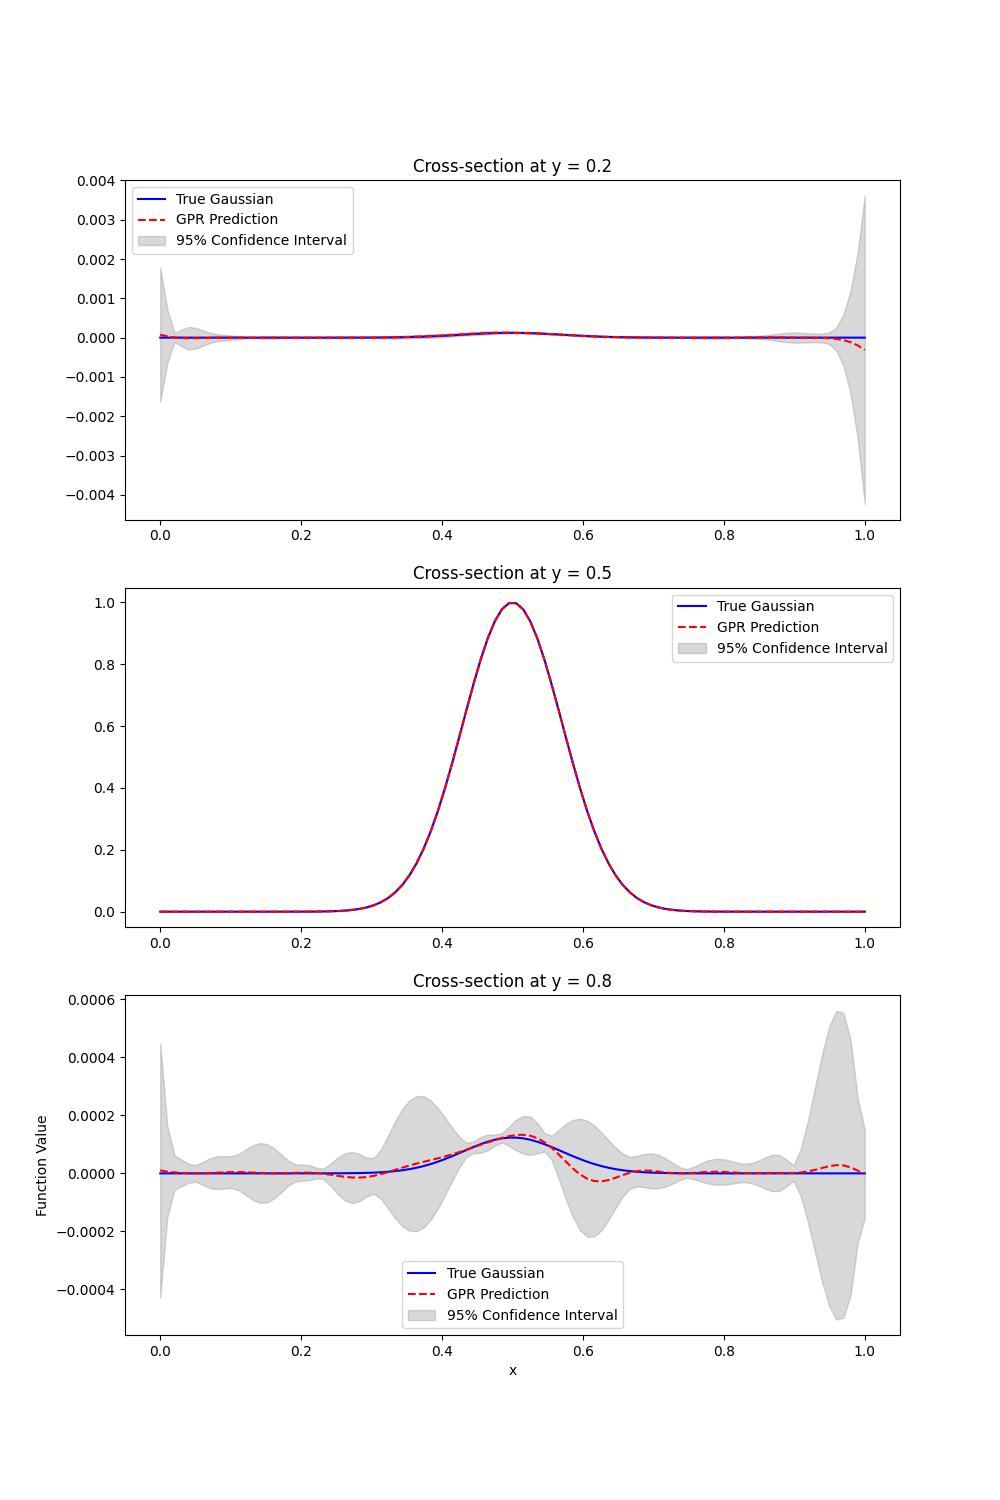 Cross-section at y = 0.2
0.004
0.003
0.002
0.001
0.000
−0.001
−0.002
−0.003
−0.004
True Gaussian
GPR Prediction
95% Confidence Interval
0.0 0.2 0.4 0.6 0.8 1.0
Cross-section at y = 0.5
1.0
0.8
0.6
0.4
0.2
0.0
True Gaussian
GPR Prediction
95% Confidence Interval
0.0 0.2 0.4 0.6 0.8 1.0
Cross-section at y = 0.8
Function Value
0.0006
0.0004
0.0002
0.0000
−0.0002
−0.0004
True Gaussian
GPR Prediction
95% Confidence Interval
0.0 0.2 0.4 0.6 0.8 1.0
x